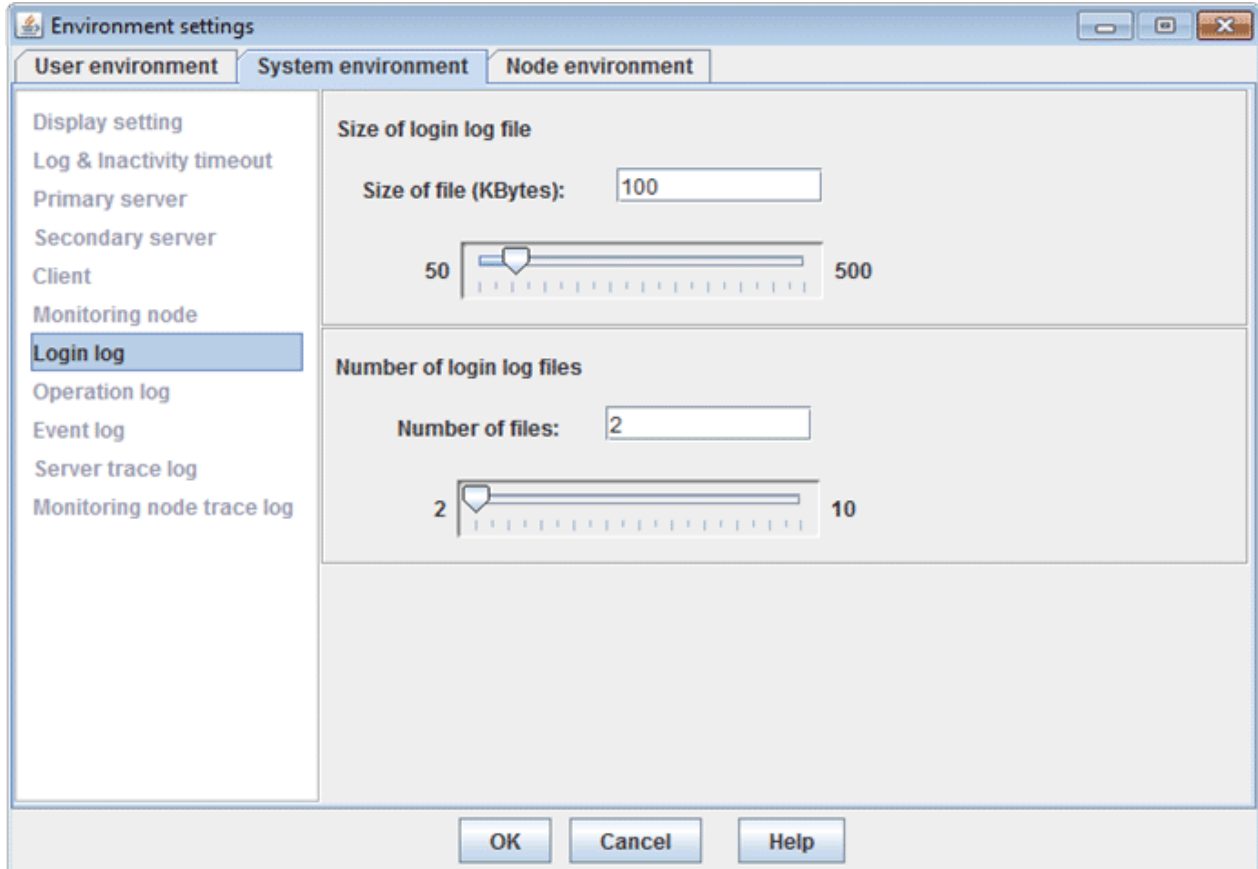 Environment settings
User environment System environment Node environment
Display setting
Log & Inactivity timeout
Primary server
Secondary server
Client
Monitoring node
Login log
Operation log
Event log
Server trace log
Monitoring node trace log
Size of login log file
Size of file (KBytes): 100
50 500
Number of login log files
Number of files: 2
2 10
OK Cancel Help